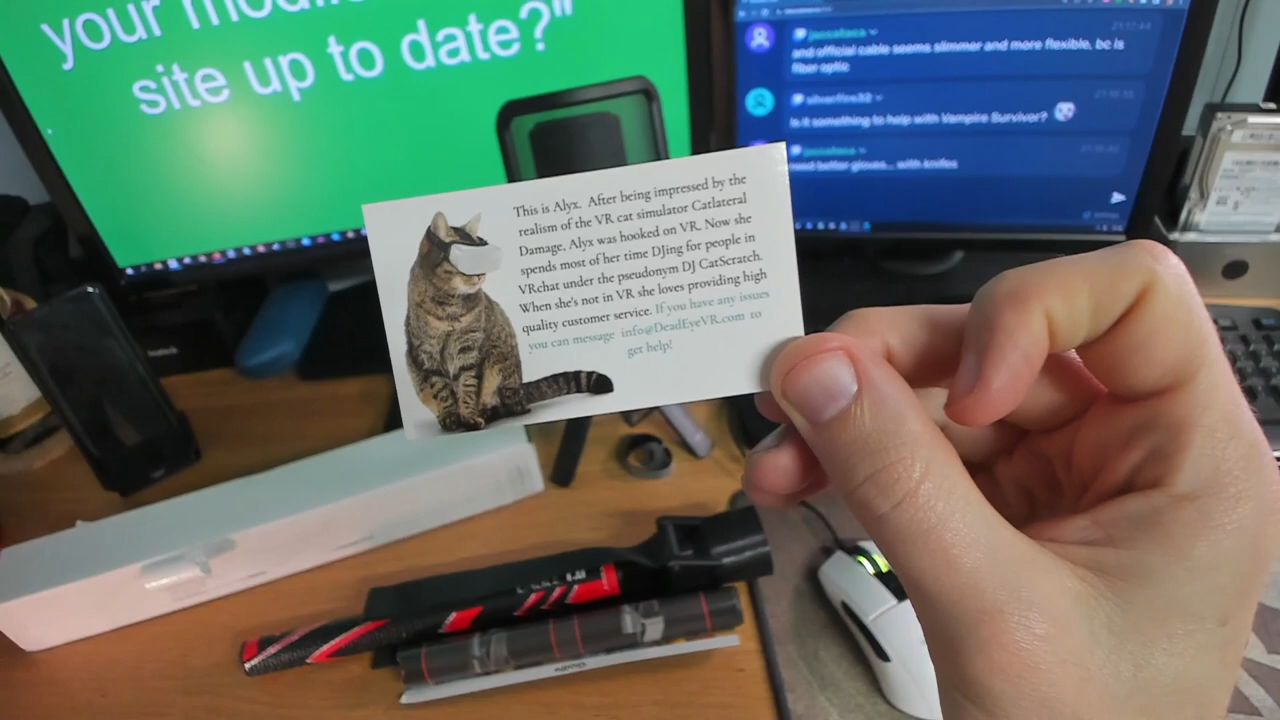 your
site up to date?"
and official cable seems slimmer and more flexible, bc is
fiber optic
silverfire32
Is it something to help with Vampire Survivor?
better gloves... with knifes
This is Alyx. After being impressed by the
realism of the VR cat simulator Catlateral
Damage, Alyx was hooked on VR. Now she
spends most of her time DJing for people in
VRchat under the pseudonym DJ CatScratch.
When she's not in VR she loves providing high
quality customer service. If you have any issues
you can message info@DeadEyeVR.com to
get help!